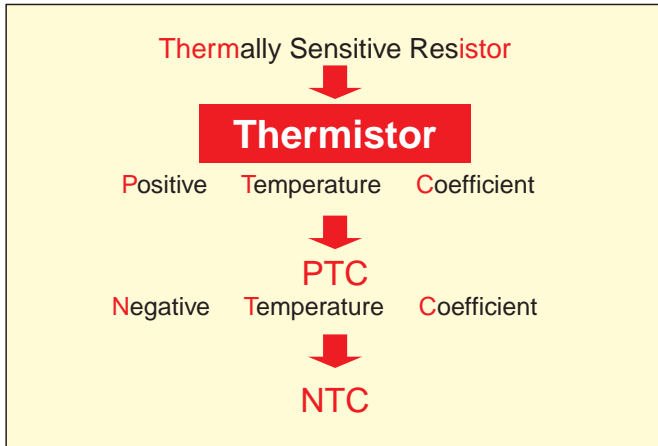 Thermally Sensitive Resistor
Thermistor
Positive Temperature Coefficient
PTC
Negative Temperature Coefficient
NTC